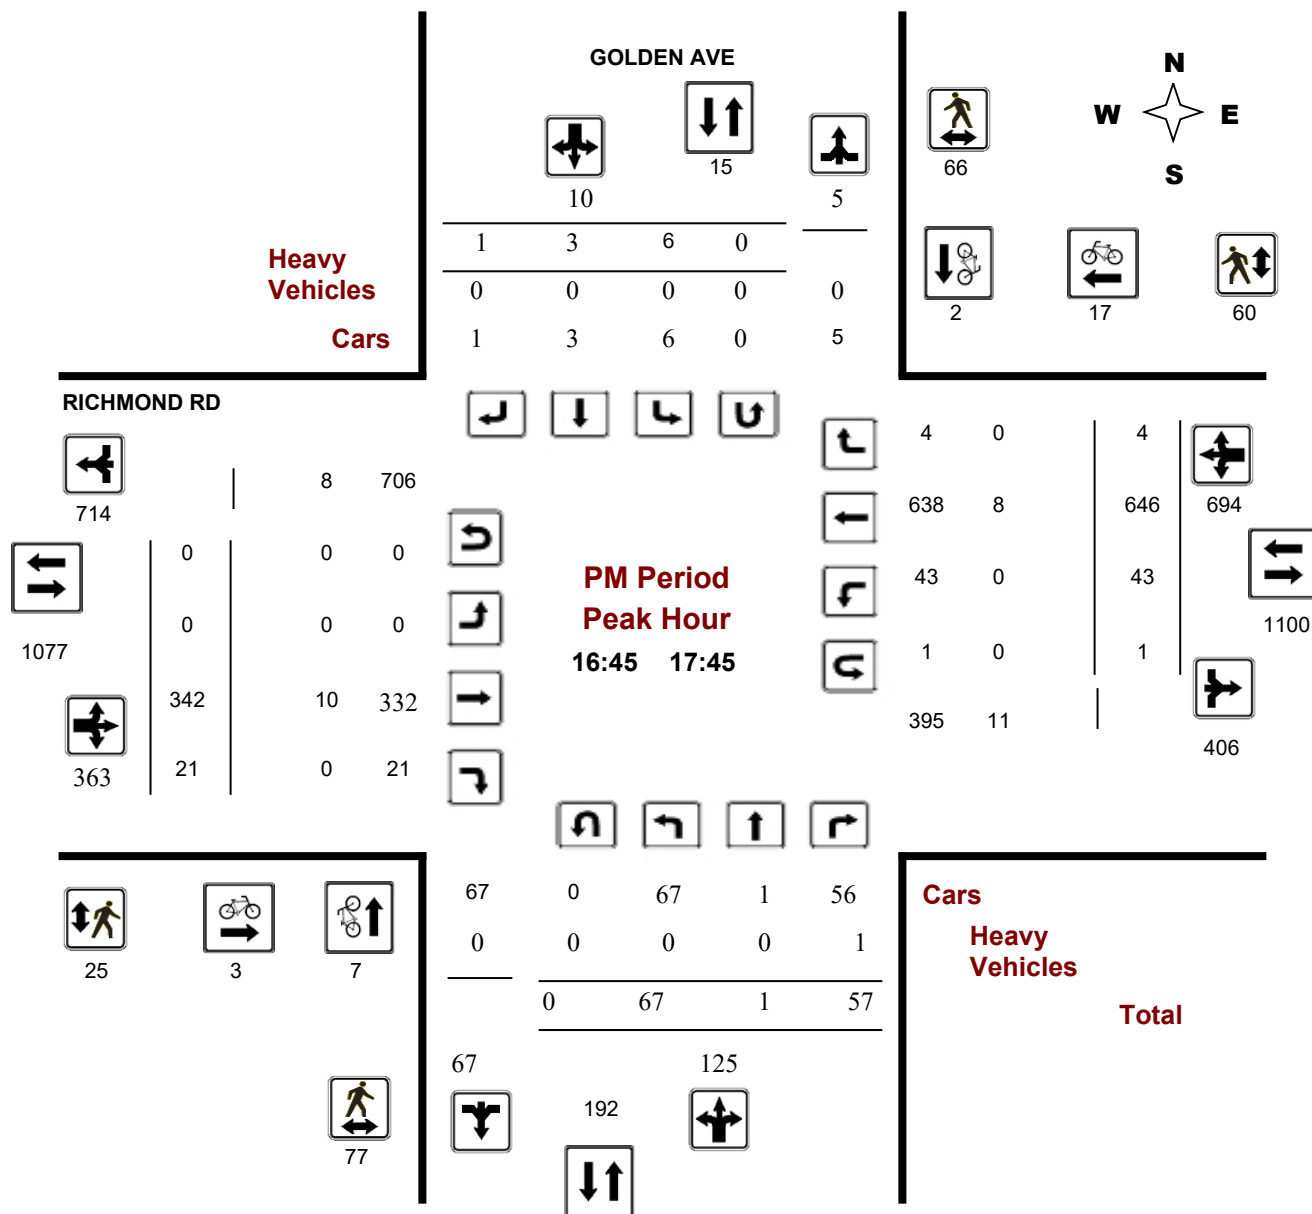 GOLDEN AVE
N
W E
S
15
66
10 5
1 3 6 0
Heavy
Vehicles
0 0 0 0 0
Cars
1 3 6 0 5
2 17 60
RICHMOND RD
4 0 4
8 706
714
638 8 646 694
0 0 0
PM Period
43 0 43
Peak Hour
0 0 0
1077
1100
16:45 17:45
1 0 1
342 10 332
395 11
406
363 21 0 21
67 0 67 1 56
Cars
0 0 0 0 1
Heavy
Vehicles
25 3 7
0 67 1 57
Total
67 125
192
77